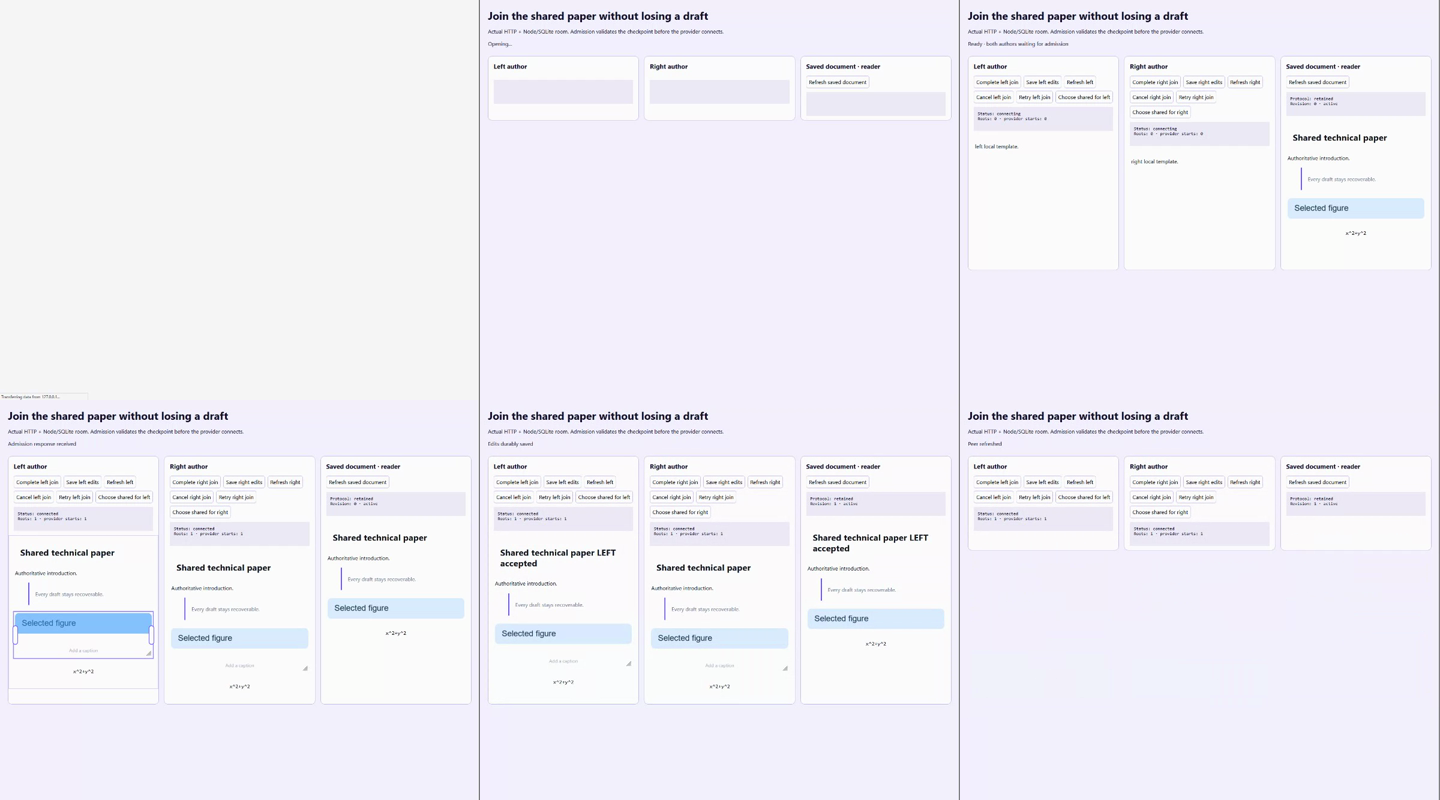 Transferring data from 127.0.0.1...
Join the shared paper without losing a draft
Actual HTTP + Node/SQLite room. Admission validates the checkpoint before the provider connects.
Opening...
Left author
Right author
Saved document · reader
Refresh saved document
Join the shared paper without losing a draft
Actual HTTP + Node/SQLite room. Admission validates the checkpoint before the provider connects.
Ready · both authors waiting for admission
Left author
Complete left join Save left edits Refresh left
Cancel left join Retry left join Choose shared for left
Status: connecting
Roots: 0 · provider starts: 0
left local template.
Right author
Complete right join Save right edits Refresh right
Cancel right join Retry right join
Choose shared for right
Status: connecting
Roots: 0 · provider starts: 0
right local template.
Saved document · reader
Refresh saved document
Protocol: retained
Revision: 0 · active
Shared technical paper
Authoritative introduction.
Every draft stays recoverable.
Selected figure
x^2+y^2
Join the shared paper without losing a draft
Actual HTTP + Node/SQLite room. Admission validates the checkpoint before the provider connects.
Admission response received
Left author
Complete left join Save left edits Refresh left
Cancel left join Retry left join Choose shared for left
Status: connected
Roots: 1 · provider starts: 1
Shared technical paper
Authoritative introduction.
Every draft stays recoverable.
Selected figure
Add a caption
x^2+y^2
Right author
Complete right join Save right edits Refresh right
Cancel right join Retry right join
Choose shared for right
Status: connected
Roots: 1 · provider starts: 1
Shared technical paper
Authoritative introduction.
Every draft stays recoverable.
Selected figure
Add a caption
x^2+y^2
Saved document · reader
Refresh saved document
Protocol: retained
Revision: 0 · active
Shared technical paper
Authoritative introduction.
Every draft stays recoverable.
Selected figure
x^2+y^2
Join the shared paper without losing a draft
Actual HTTP + Node/SQLite room. Admission validates the checkpoint before the provider connects.
Edits durably saved
Left author
Complete left join Save left edits Refresh left
Cancel left join Retry left join Choose shared for left
Status: connected
Roots: 1 · provider starts: 1
Shared technical paper LEFT
accepted
Authoritative introduction.
Every draft stays recoverable.
Selected figure
Add a caption
x^2+y^2
Right author
Complete right join Save right edits Refresh right
Cancel right join Retry right join
Choose shared for right
Status: connected
Roots: 1 · provider starts: 1
Shared technical paper
Authoritative introduction.
Every draft stays recoverable.
Selected figure
Add a caption
x^2+y^2
Saved document · reader
Refresh saved document
Protocol: retained
Revision: 1 · active
Shared technical paper LEFT
accepted
Authoritative introduction.
Every draft stays recoverable.
Selected figure
x^2+y^2
Join the shared paper without losing a draft
Actual HTTP + Node/SQLite room. Admission validates the checkpoint before the provider connects.
Peer refreshed
Left author
Complete left join Save left edits Refresh left
Cancel left join Retry left join Choose shared for left
Status: connected
Roots: 1 · provider starts: 1
Right author
Complete right join Save right edits Refresh right
Cancel right join Retry right join
Choose shared for right
Status: connected
Roots: 1 · provider starts: 1
Saved document · reader
Refresh saved document
Protocol: retained
Revision: 1 · active